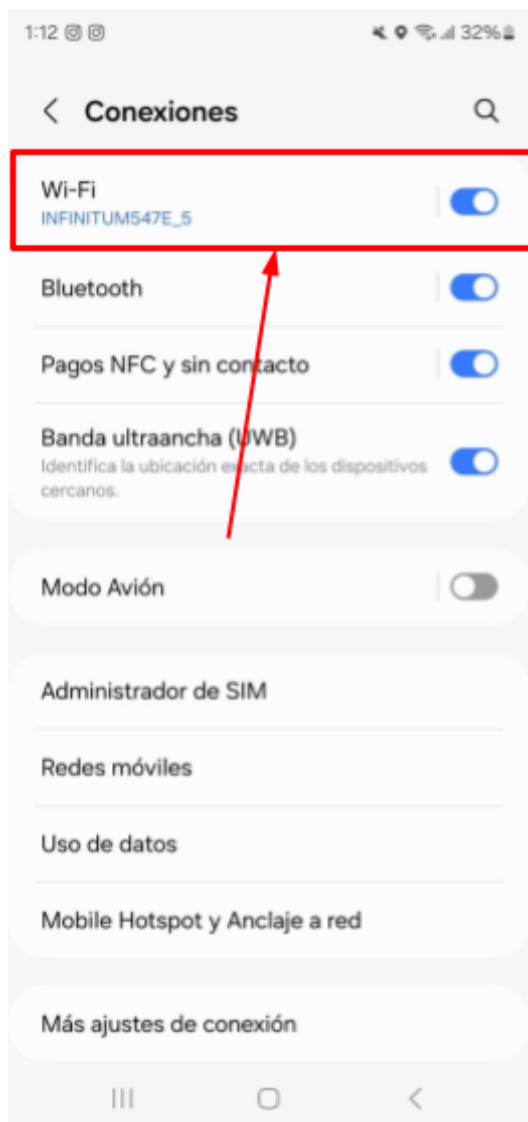 1:12 32%
Conexiones
Wi-Fi
INFINITUM547E_5
Bluetooth
Pagos NFC y sin contacto
Banda ultraancha (UWB)
Identifica la ubicación exacta de los dispositivos
cercanos.
Modo Avión
Administrador de SIM
Redes móviles
Uso de datos
Mobile Hotspot y Anclaje a red
Más ajustes de conexión